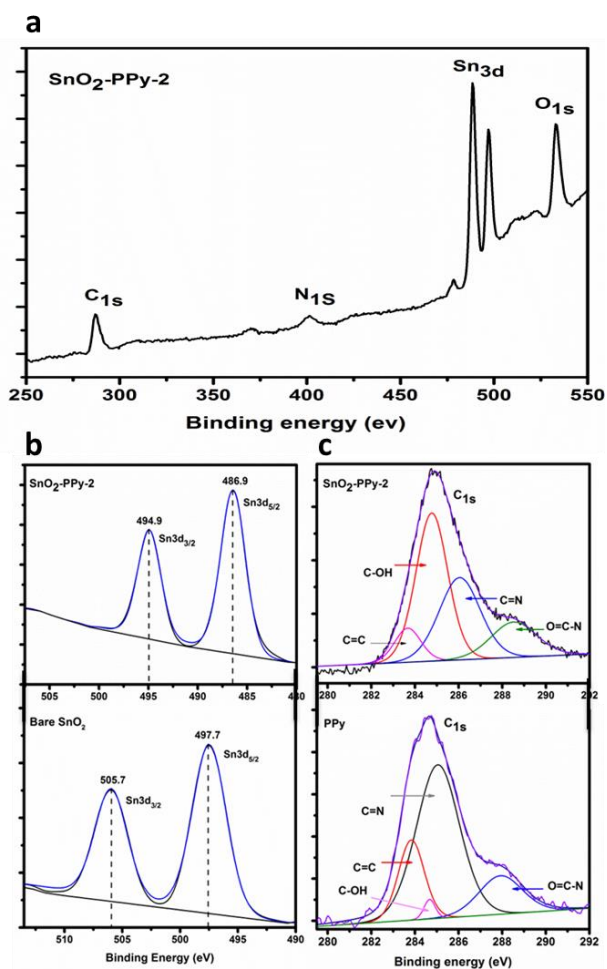 a
SnO2-PPy-2
Sn3d
O1s
C1s
N1S
250 300 350 400 450 500 550
Binding energy (ev)
b
SnO2-PPy-2
486.9
Sn3d5/2
494.9
Sn3d3/2
505 500 495 490 485 480
Bare SnO2
497.7
Sn3d5/2
505.7
Sn3d3/2
510 505 500 495 490
Binding Energy (eV)
c
SnO2-PPy-2
C1s
C-OH
C=N
O=C-N
C=C
280 282 284 286 288 290 292
PPy
C1s
C=N
C=C
C-OH
O=C-N
280 282 284 286 288 290 292
Binding Energy (eV)